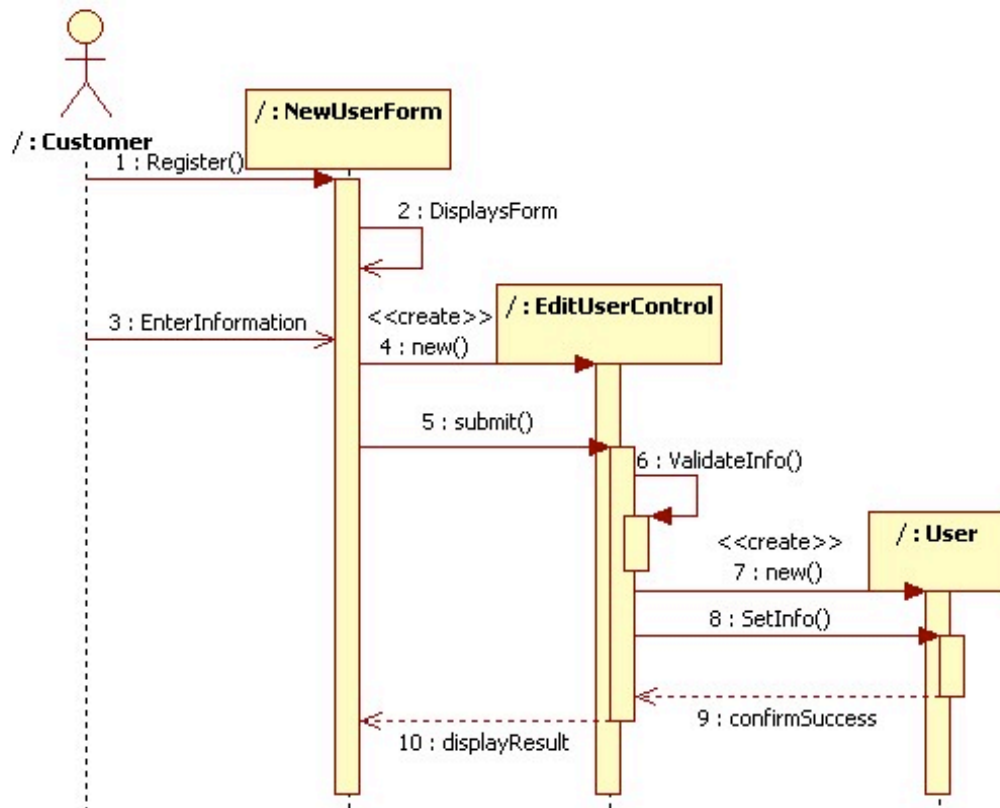 / : Customer
/ : NewUserForm
1 : Register()
2 : DisplaysForm
3 : EnterInformation
<<create>>
4 : new()
/ : EditUserControl
5 : submit()
6 : ValidateInfo()
<<create>>
7 : new()
/ : User
8 : SetInfo()
9 : confirmSuccess
10 : displayResult